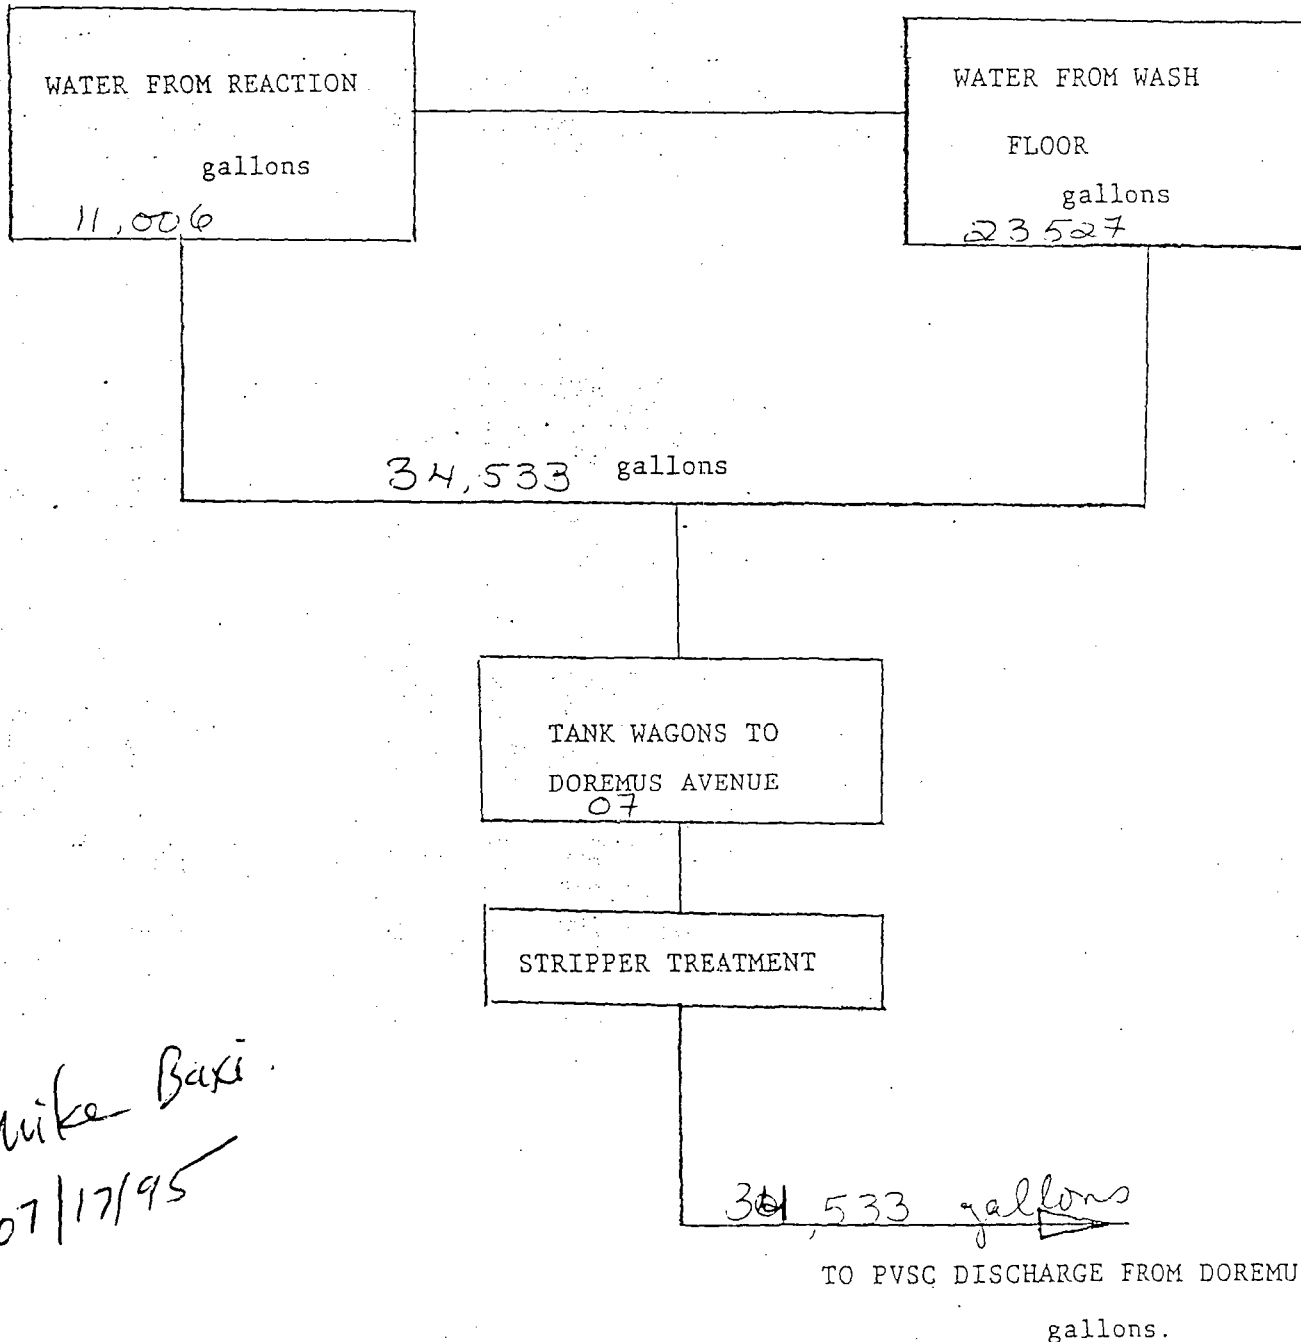 WATER FROM REACTION
gallons
11,006
WATER FROM WASH
FLOOR
gallons
23527
34,533 gallons
TANK WAGONS TO
DOREMUS AVENUE
07
STRIPPER TREATMENT
Mike Baxi.
07/17/95
34,533 gallons
TO PVSC DISCHARGE FROM DOREMU
gallons.